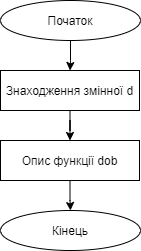 Початок
Знаходження змінної d
Опис функції dob
Кінець